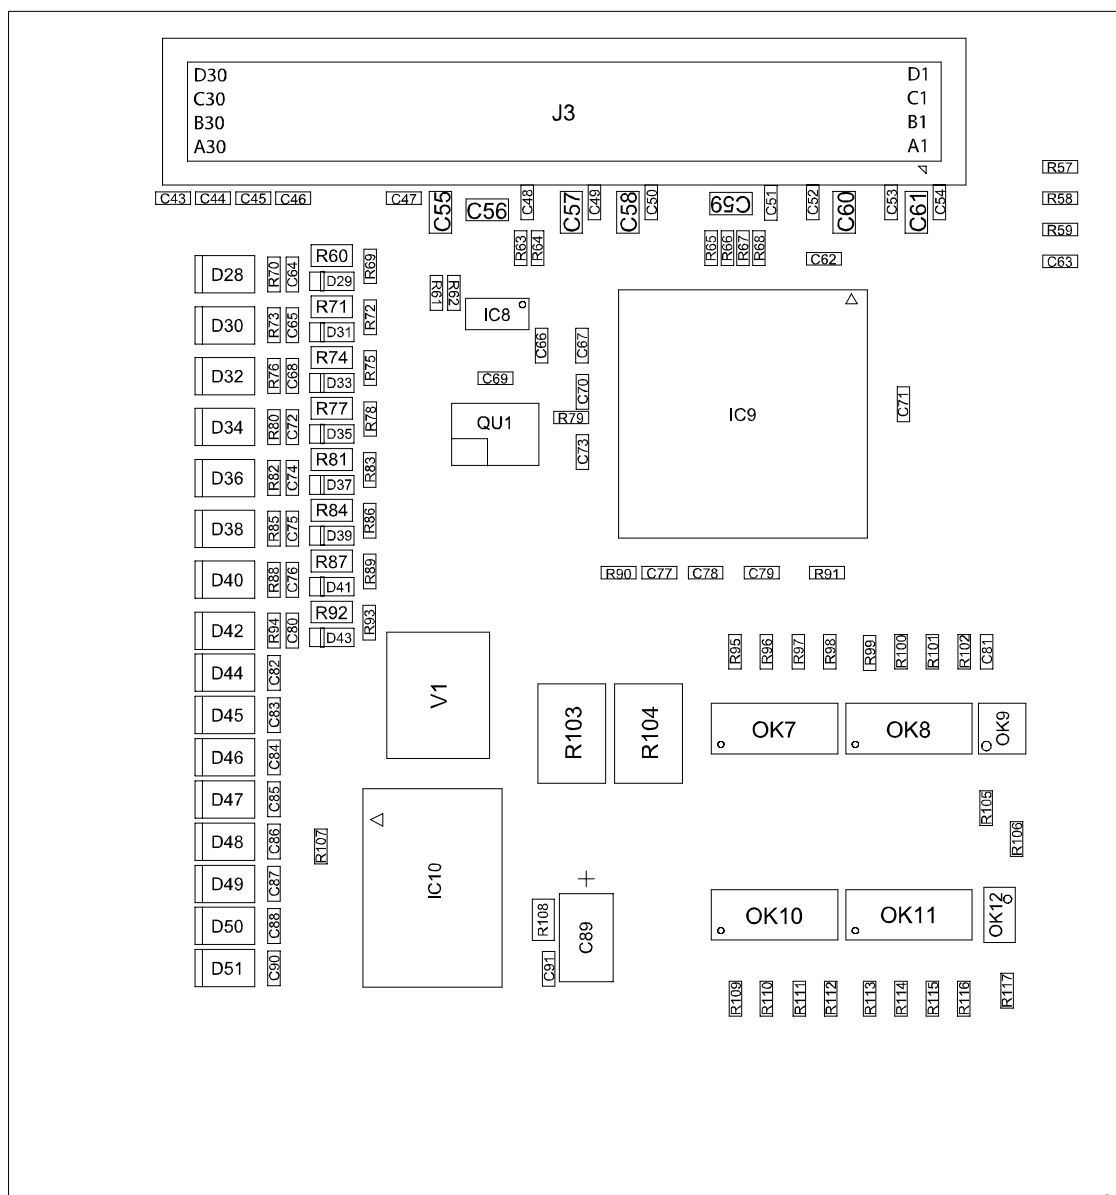 D30 D1
C30 C1
J3
B30 B1
A30 A1
R57
C43 C44 C45 C46 C47 C55 C56 C48 C57 C49 C58 C50 C59 C51 C52 C60 C53 C61 C54 R58
R59
R63 R64 R65 R66 R67 R68
R60
C62 C63
D28 R70 C64 R69
D29
R61 R62
R71
IC8
D30 R73 C65 R72
D31
C66 C67
R74
D32 R76 C68 R75
D33 C69
C70
R77 C71
R79 IC9
D34 R80 C72 R78 QU1
D35
C73
R81
D36 R82 C74 R83
D37
R84
D38 R85 C75 R86
D39
R87
R90 C77 C78 C79 R91
D40 R88 C76 R89
D41
R92
D42 R94 C80 R93
D43
R95 R96 R97 R98 R99 R100 R101 R102 C81
D44 C82
V1
D45 C83
R103 R104 OK7 OK8 OK9
D46 C84
D47 C85
R105
D48 C86 R107 R106
D49 C87 IC10
D50 C88 R108 C89 OK10 OK11 OK12
D51 C90 C91
R109 R110 R111 R112 R113 R114 R115 R116 R117